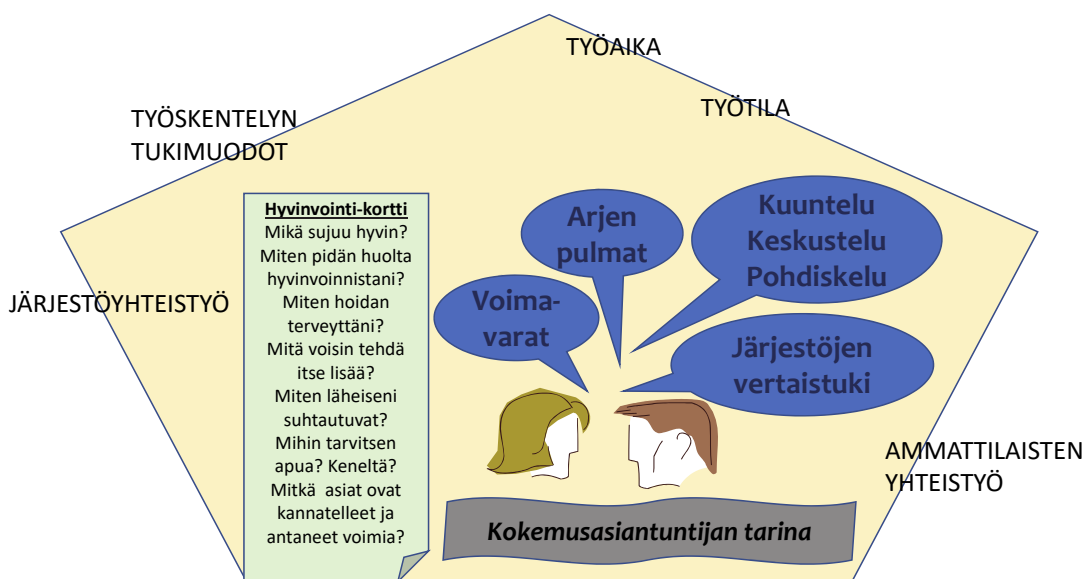 TYÖAIKA
TYÖTILA
TYÖSKENTELYN
TUKIMUODOT
JÄRJESTÖYHTEISTYÖ
Hyvinvointi-kortti
Mikä sujuu hyvin?
Miten pidän huolta
hyvinvoinnistani?
Miten hoidan
terveyttäni?
Mitä voisin tehdä
itse lisää?
Miten läheiseni
suhtautuvat?
Mihin tarvitsen
apua? Keneltä?
Mitkä asiat ovat
kannatelleet ja
antaneet voimia?
Voima-
varat
Arjen
pulmat
Kuuntelu
Keskustelu
Pohdiskelu
Järjestöjen
vertaistuki
AMMATTILAISTEN
YHTEISTYÖ
Kokemusasiantuntijan tarina